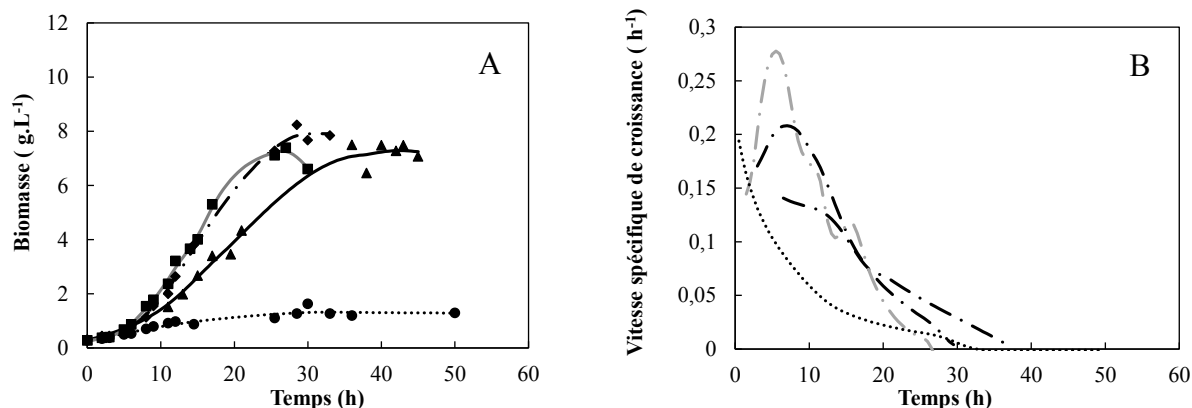 12
10
8
6
4
2
0
A
Biomasse ( g.L-1)
0 10 20 30 40 50 60
Temps (h)
0,3
0,25
0,2
0,15
0,1
0,05
0
B
Vitesse spécifique de croissance ( h-1)
0 10 20 30 40 50 60
Temps (h)